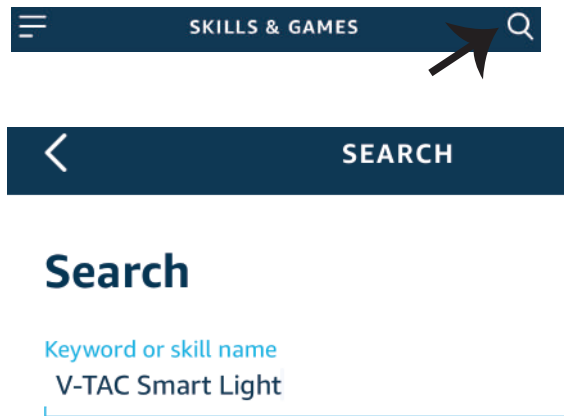 SKILLS & GAMES
SEARCH
Search
Keyword or skill name
V-TAC Smart Light